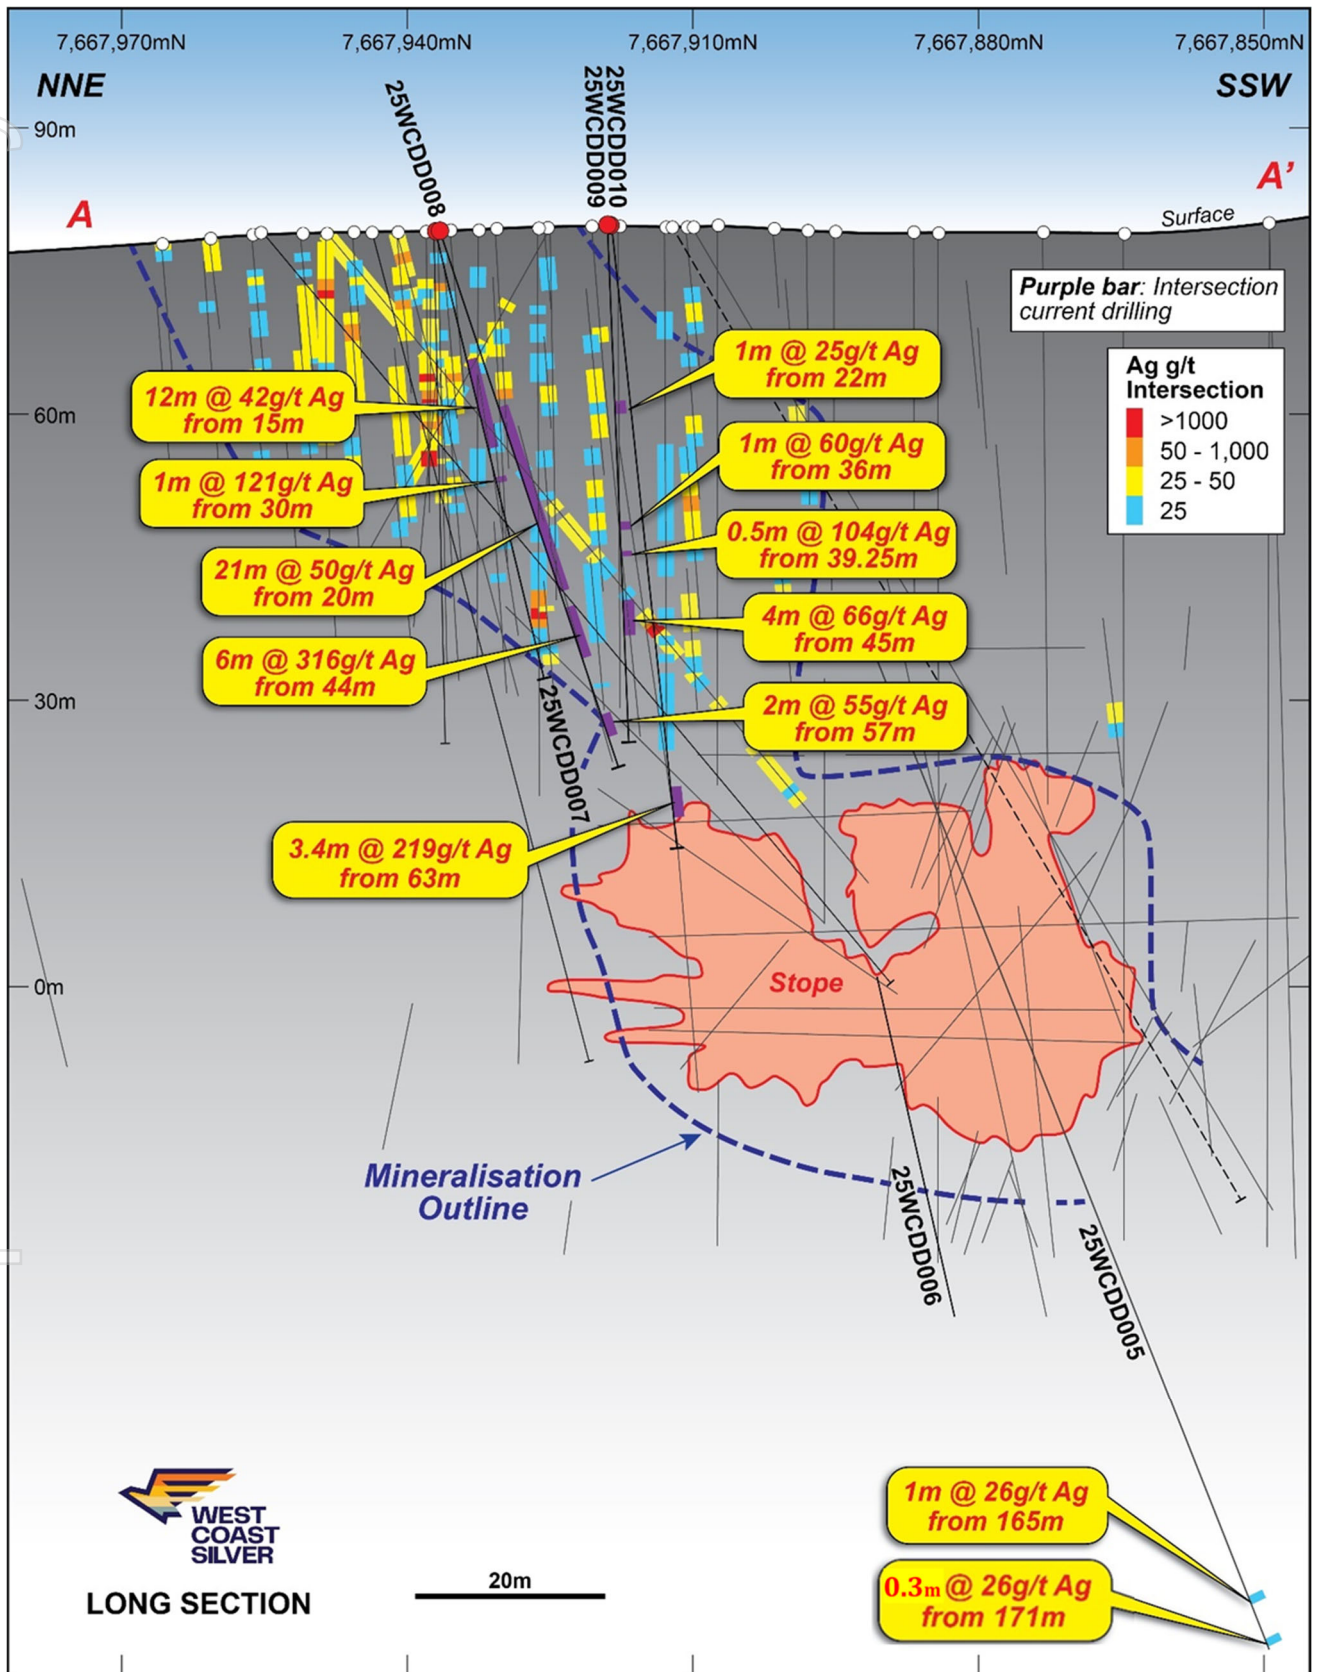 7,667,970mN
7,667,940mN
7,667,910mN
7,667,880mN
7,667,850mN
NNE
SSW
90m
25WCDD008
25WCDD009
25WCDD010
A
A’
Surface
Purple bar: Intersection
current drilling
Ag g/t
Intersection
>1000
50 - 1,000
25 - 50
25
60m
12m @ 42g/t Ag
from 15m
1m @ 121g/t Ag
from 30m
21m @ 50g/t Ag
from 20m
6m @ 316g/t Ag
from 44m
1m @ 25g/t Ag
from 22m
1m @ 60g/t Ag
from 36m
0.5m @ 104g/t Ag
from 39.25m
4m @ 66g/t Ag
from 45m
2m @ 55g/t Ag
from 57m
30m
25WCDD007
3.4m @ 219g/t Ag
from 63m
0m
Stope
Mineralisation
Outline
25WCDD006
25WCDD005
1m @ 26g/t Ag
from 165m
0.3m @ 26g/t Ag
from 171m
WEST
COAST
SILVER
LONG SECTION
20m